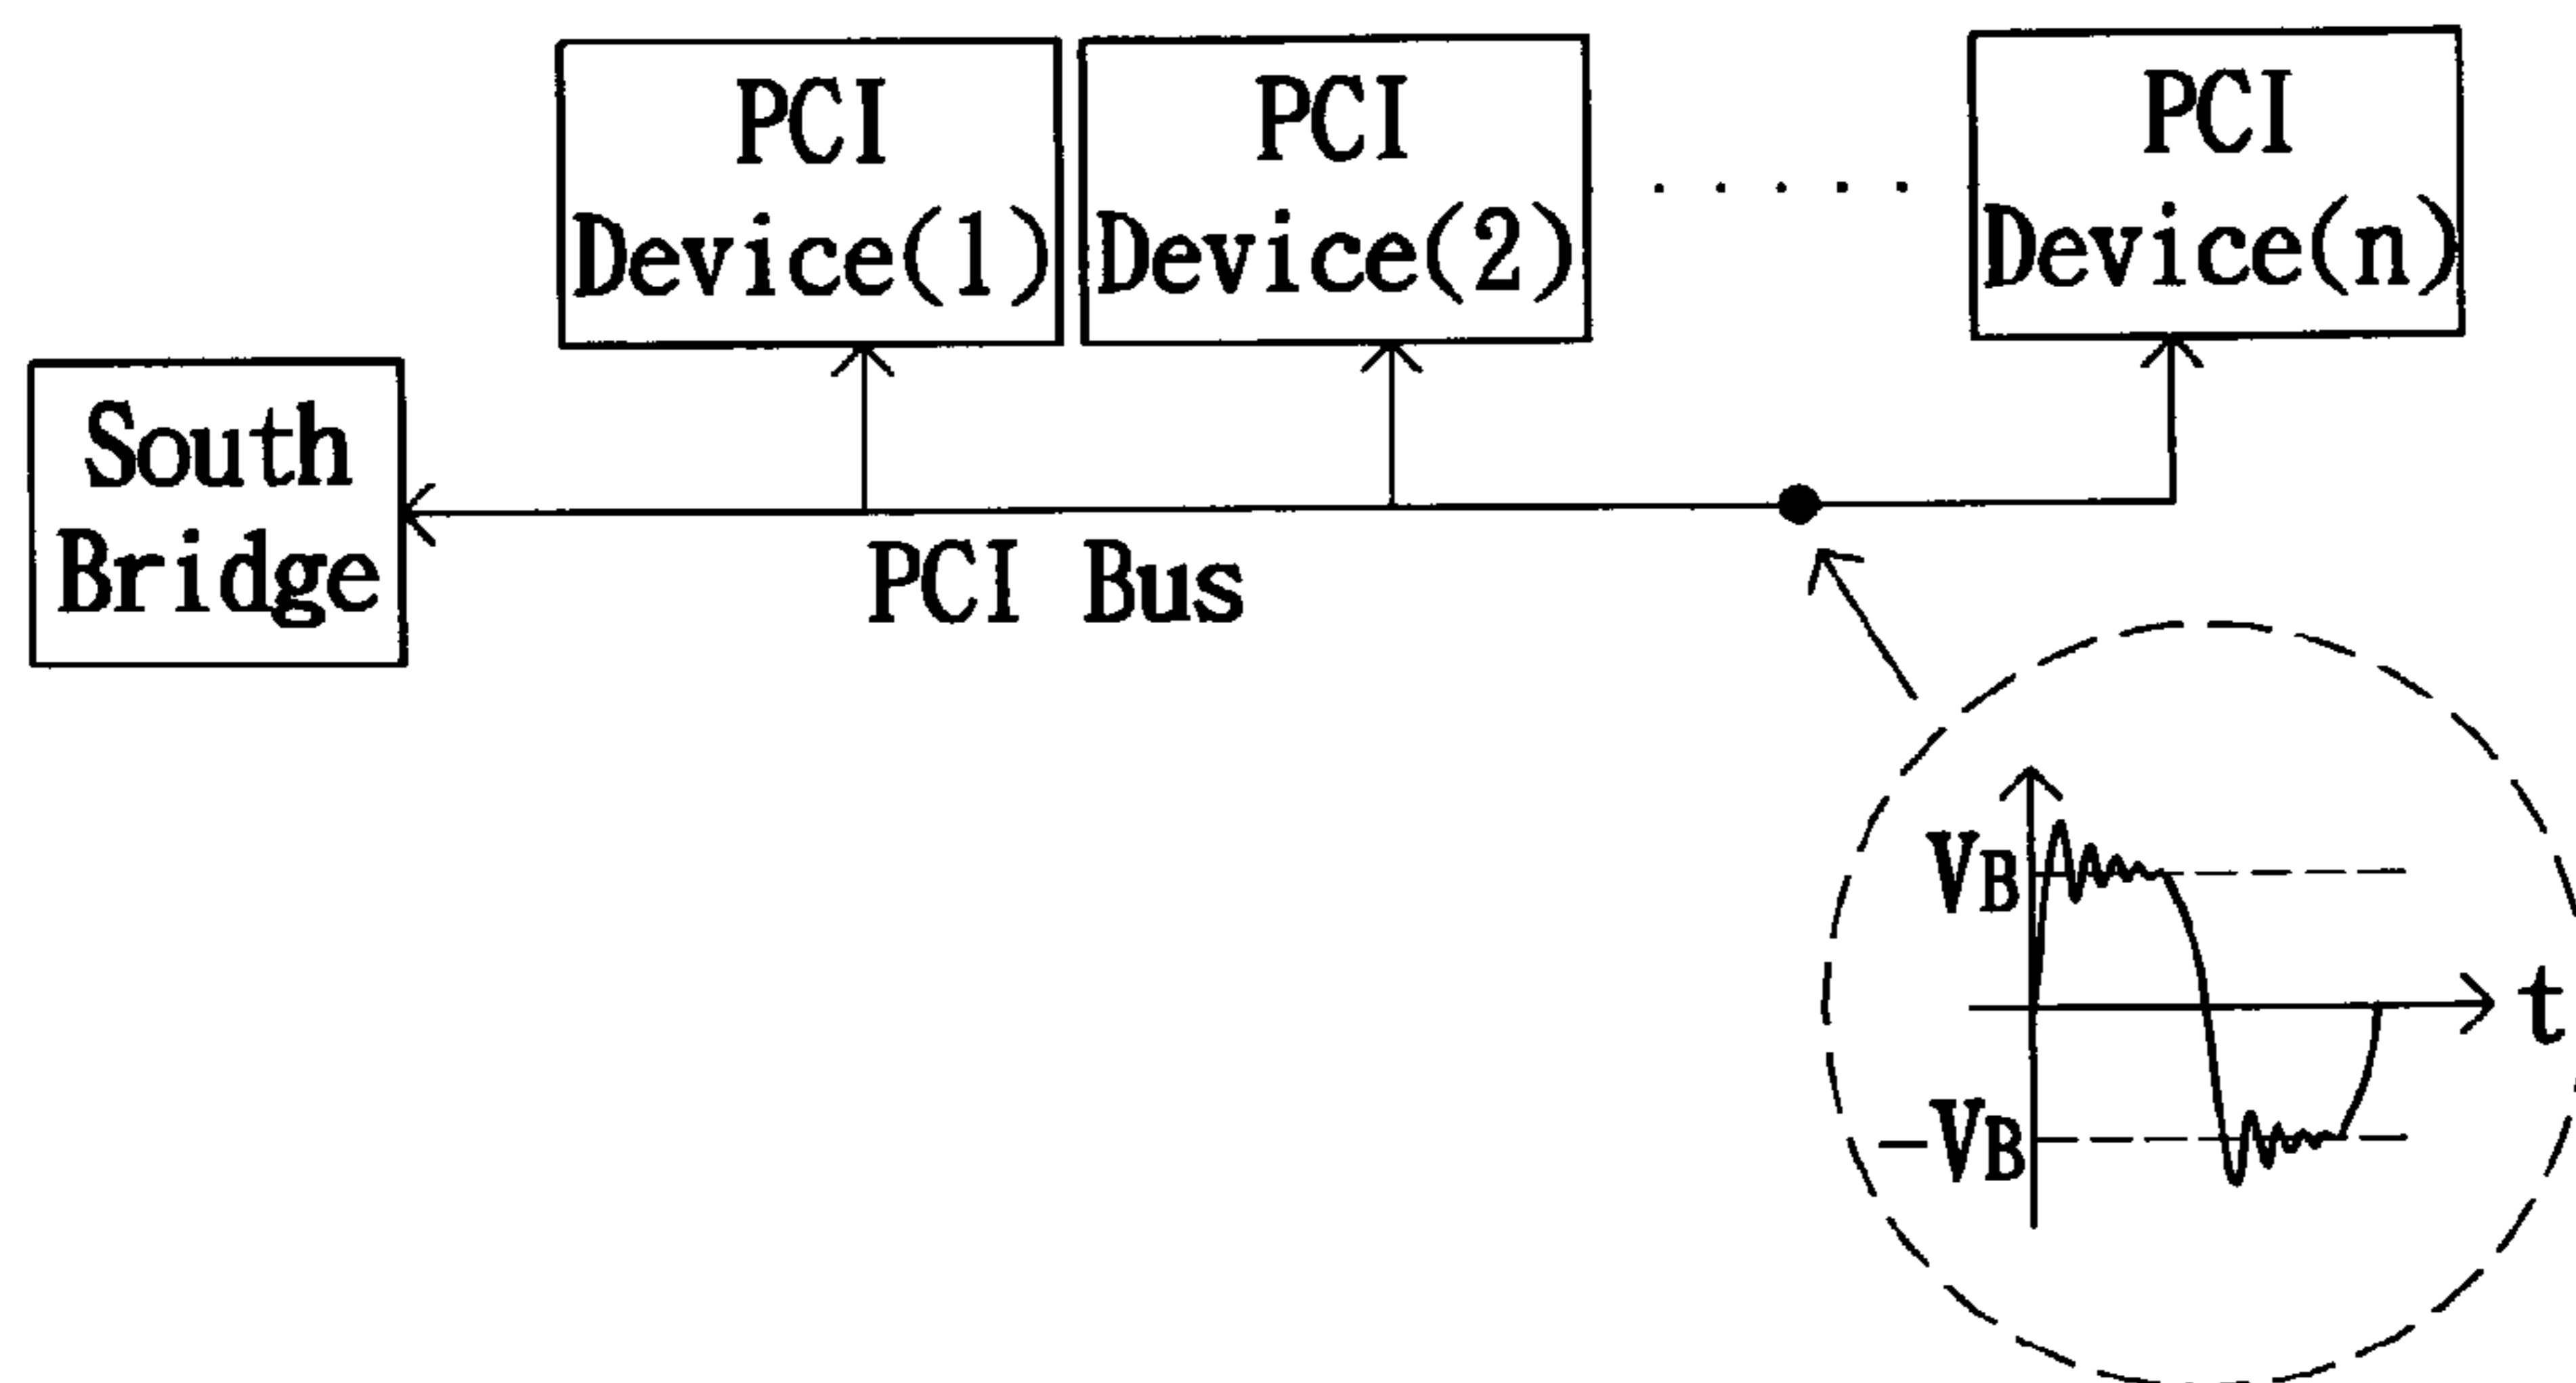 PCI
Device(1)
PCI
Device(2)
PCI
Device(n)
South
Bridge
PCI Bus
VB
t
-VB